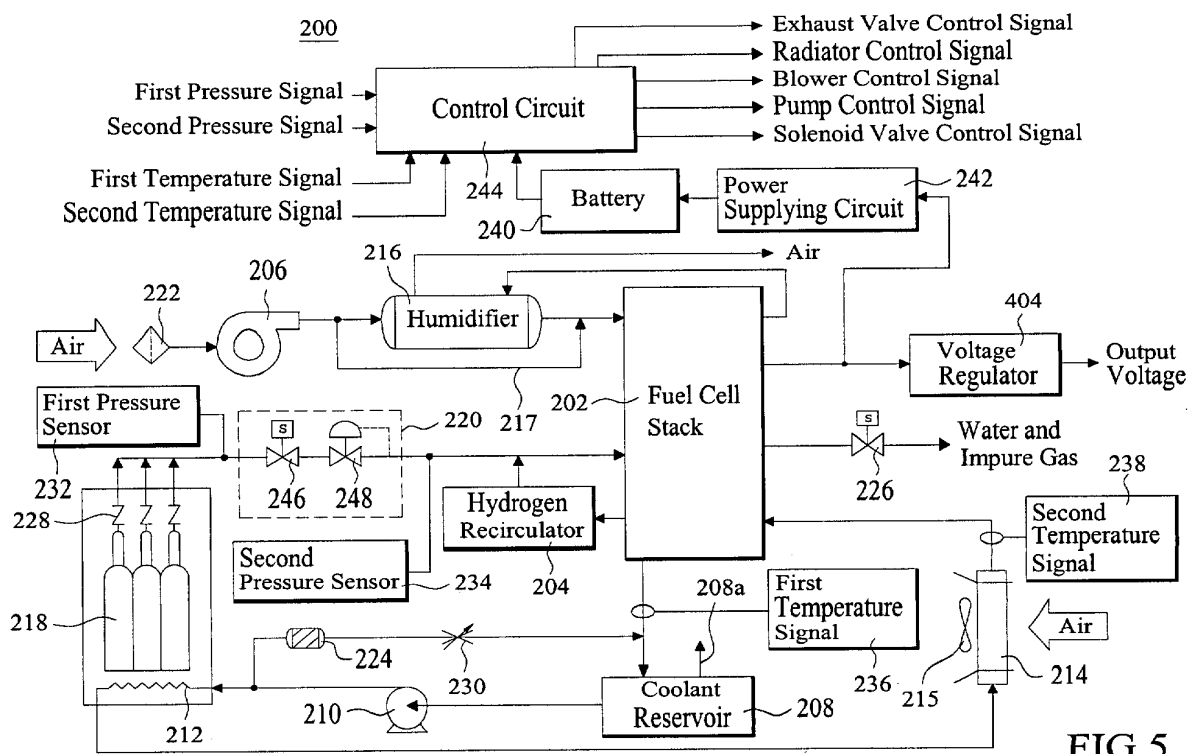 200
Exhaust Valve Control Signal
Radiator Control Signal
Blower Control Signal
Pump Control Signal
Solenoid Valve Control Signal
First Pressure Signal
Second Pressure Signal
Control Circuit
244
First Temperature Signal
Second Temperature Signal
Battery
240
Power
Supplying Circuit
242
216
Air
206
222
Air
Humidifier
217
404
Voltage
Regulator
Output
Voltage
202
Fuel Cell
Stack
First Pressure
Sensor
232
S
220
246
248
S
226
Water and
Impure Gas
238
228
Hydrogen
Recirculator
204
Second
Temperature
Signal
Second
Pressure Sensor
234
218
First
Temperature
Signal
236
208a
Air
215
214
224
230
212
210
Coolant
Reservoir
208
FIG.5